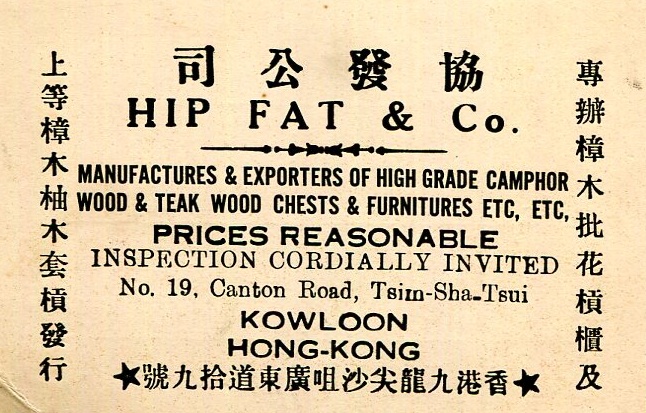 司公發協
HIP FAT & Co.
專辦樟木批花槓櫃及
上等樟木柚木套槓發行
MANUFACTURES & EXPORTERS OF HIGH GRADE CAMPHOR
WOOD & TEAK WOOD CHESTS & FURNITURES ETC, ETC,
PRICES REASONABLE
INSPECTION CORDIALLY INVITED
No. 19, Canton Road, Tsim-Sha-Tsui
KOWLOON
HONG-KONG
★號九拾道東廣咀沙尖龍九港香★